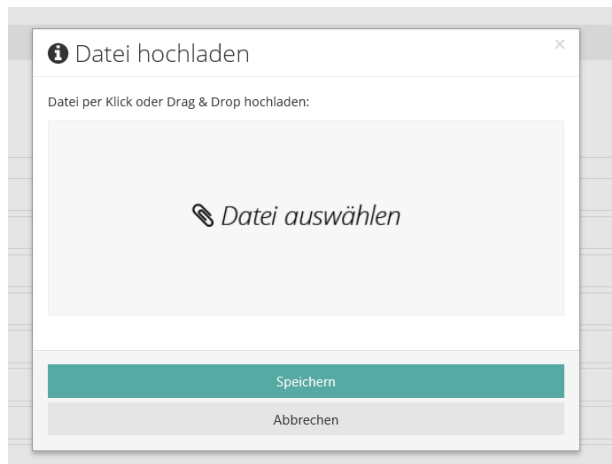 Datei hochladen
×
Datei per Klick oder Drag & Drop hochladen:
Datei auswählen
Speichern
Abbrechen